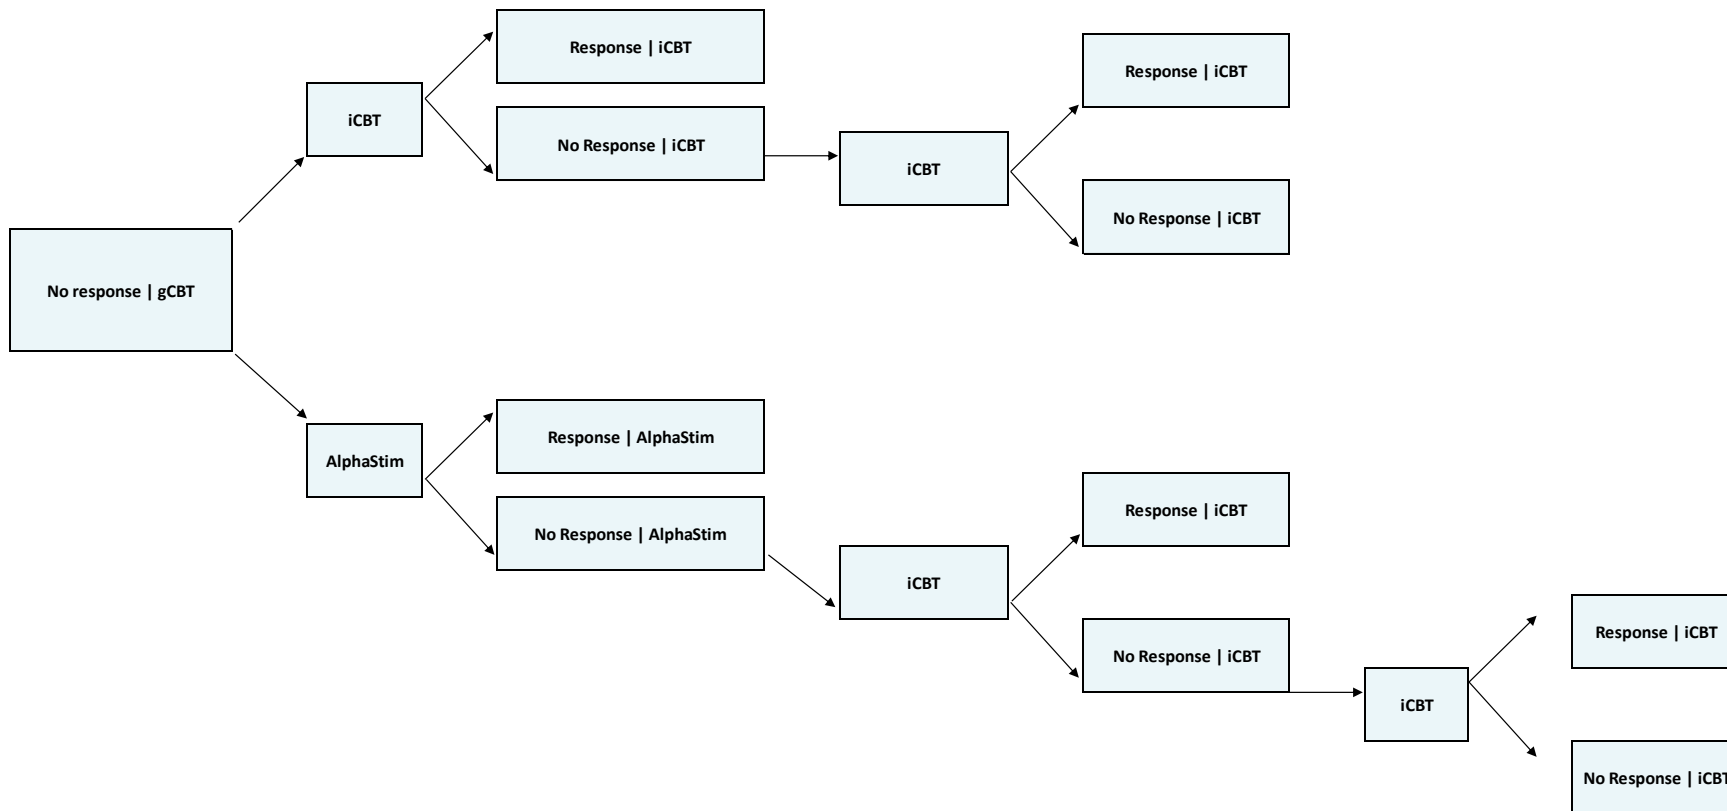 Response | iCBT
Response | iCBT
iCBT
No Response | iCBT
iCBT
No Response | iCBT
No response | gCBT
Response | AlphaStim
AlphaStim
Response | iCBT
No Response | AlphaStim
iCBT
Response | iCBT
No Response | iCBT
iCBT
No Response | iCBT